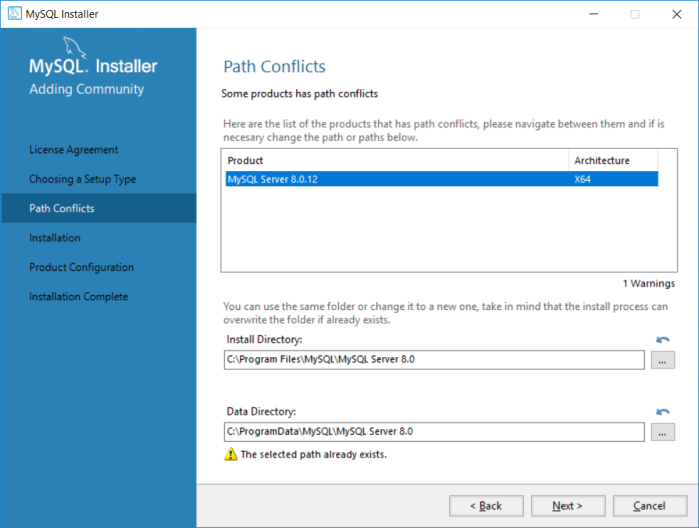 MySQL Installer
MySQL. Installer
Adding Community
License Agreement
Choosing a Setup Type
Path Conflicts
Installation
Product Configuration
Installation Complete
Path Conflicts
Some products has path conflicts
Here are the list of the products that has path conflicts, please navigate between them and if is
necesary change the path or paths below.
Product Architecture
MySQL Server 8.0.12 X64
1 Warnings
You can use the same folder or change it to a new one, take in mind that the install process can
overwrite the folder if already exists.
Install Directory:
C:\Program Files\MySQL\MySQL Server 8.0
...
Data Directory:
C:\ProgramData\MySQL\MySQL Server 8.0
...
The selected path already exists.
< Back Next > Cancel